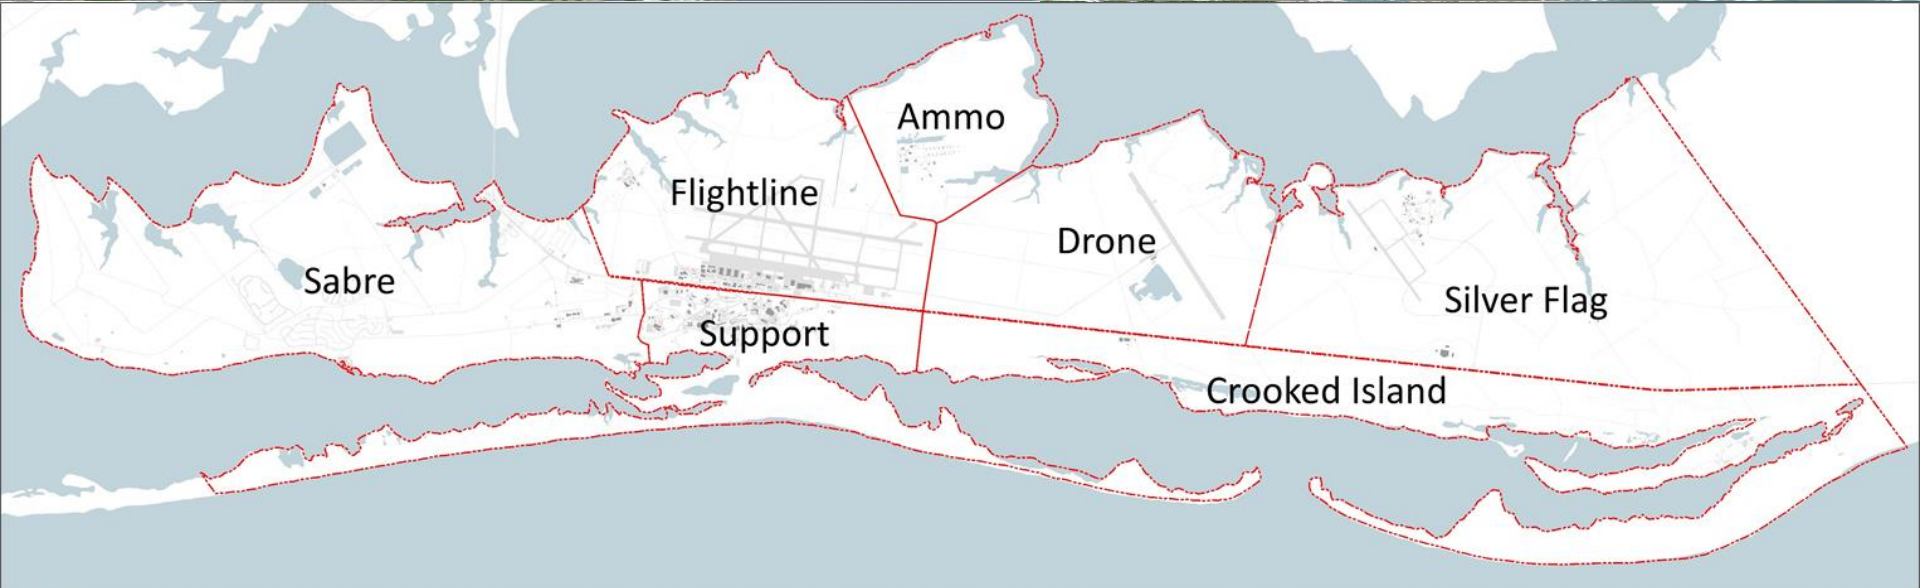 Ammo
Flightline
Drone
Sabre
Silver Flag
Support
Crooked Island